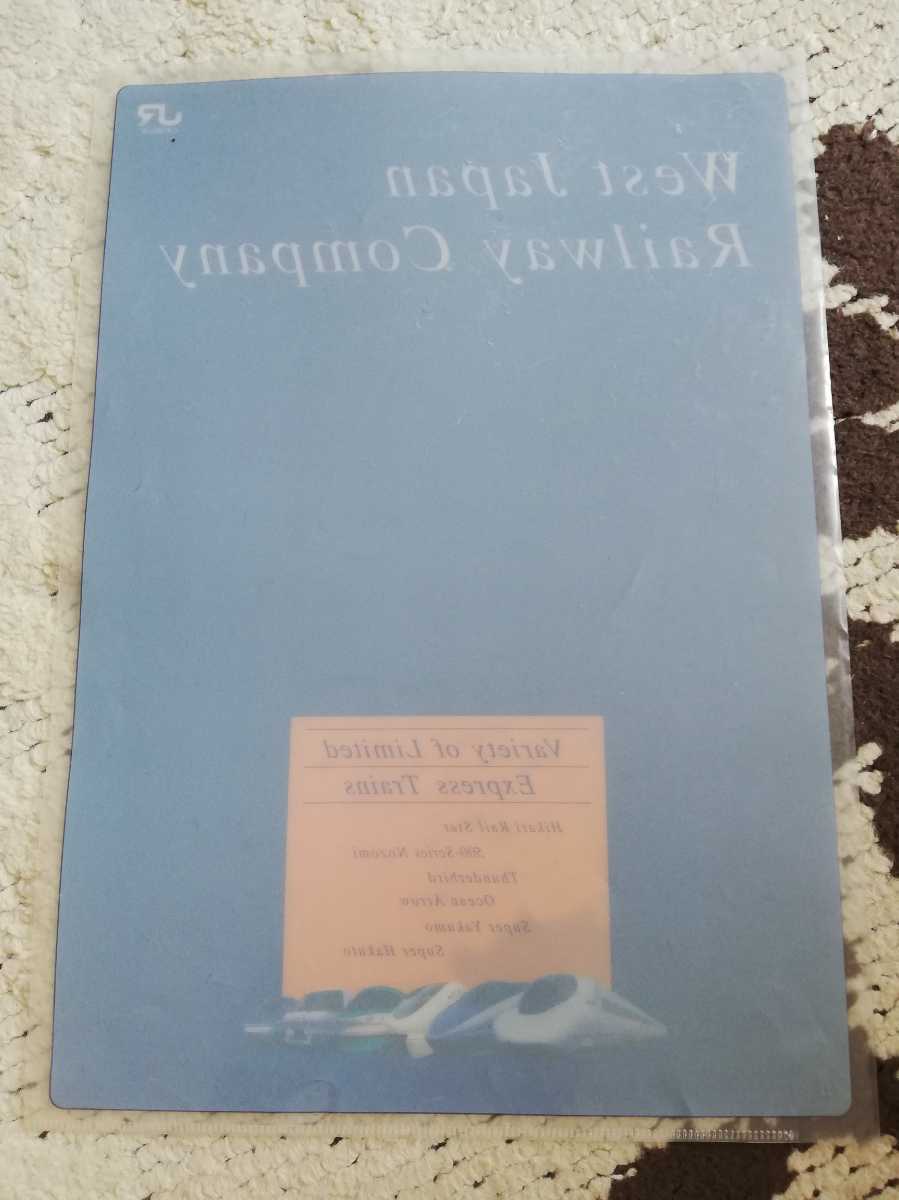 JR
West Japan
Railway Company
Variety of Limited
Express Trains
Hikari Rail Star
500-Series Nozomi
Thunderbird
Ocean Arrow
Super Yakumo
Super Hakuto